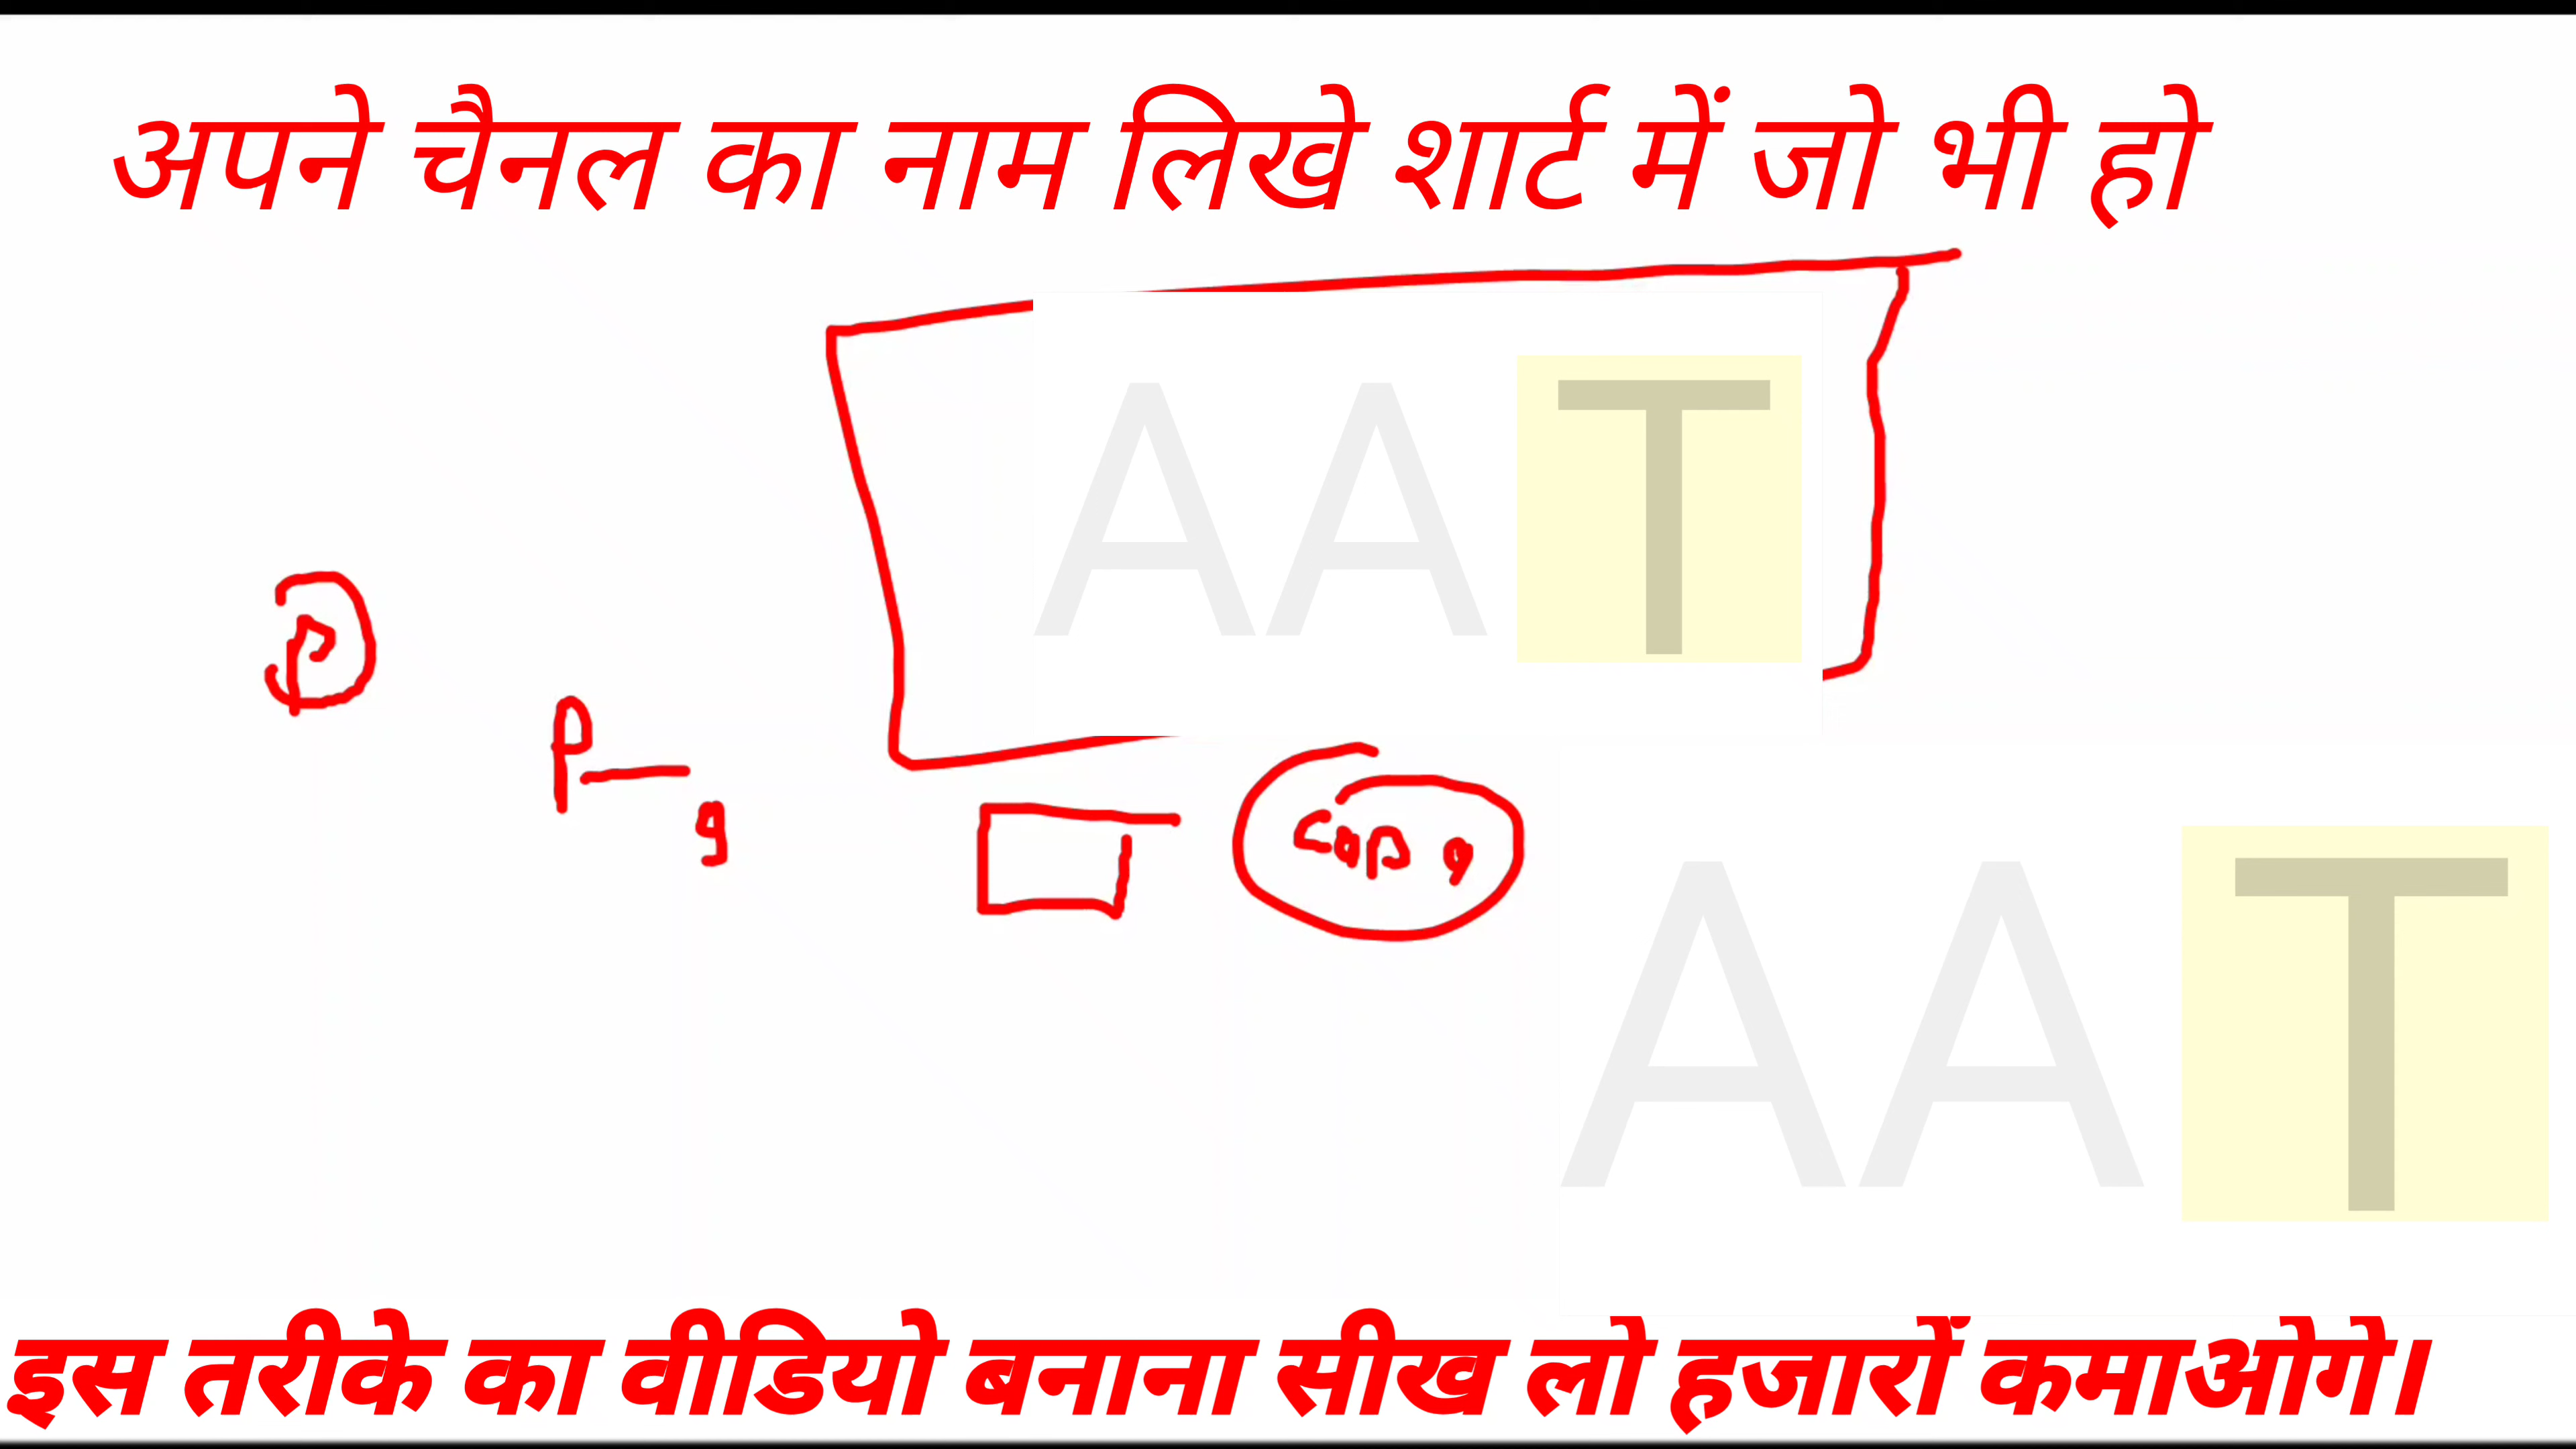 अपने चैनल का नाम लिखे शार्ट में जो भी हो
AAT
P
P
g
AAT
इस तरीके का वीडियो बनाना सीख लो हजारों कमाओगे।